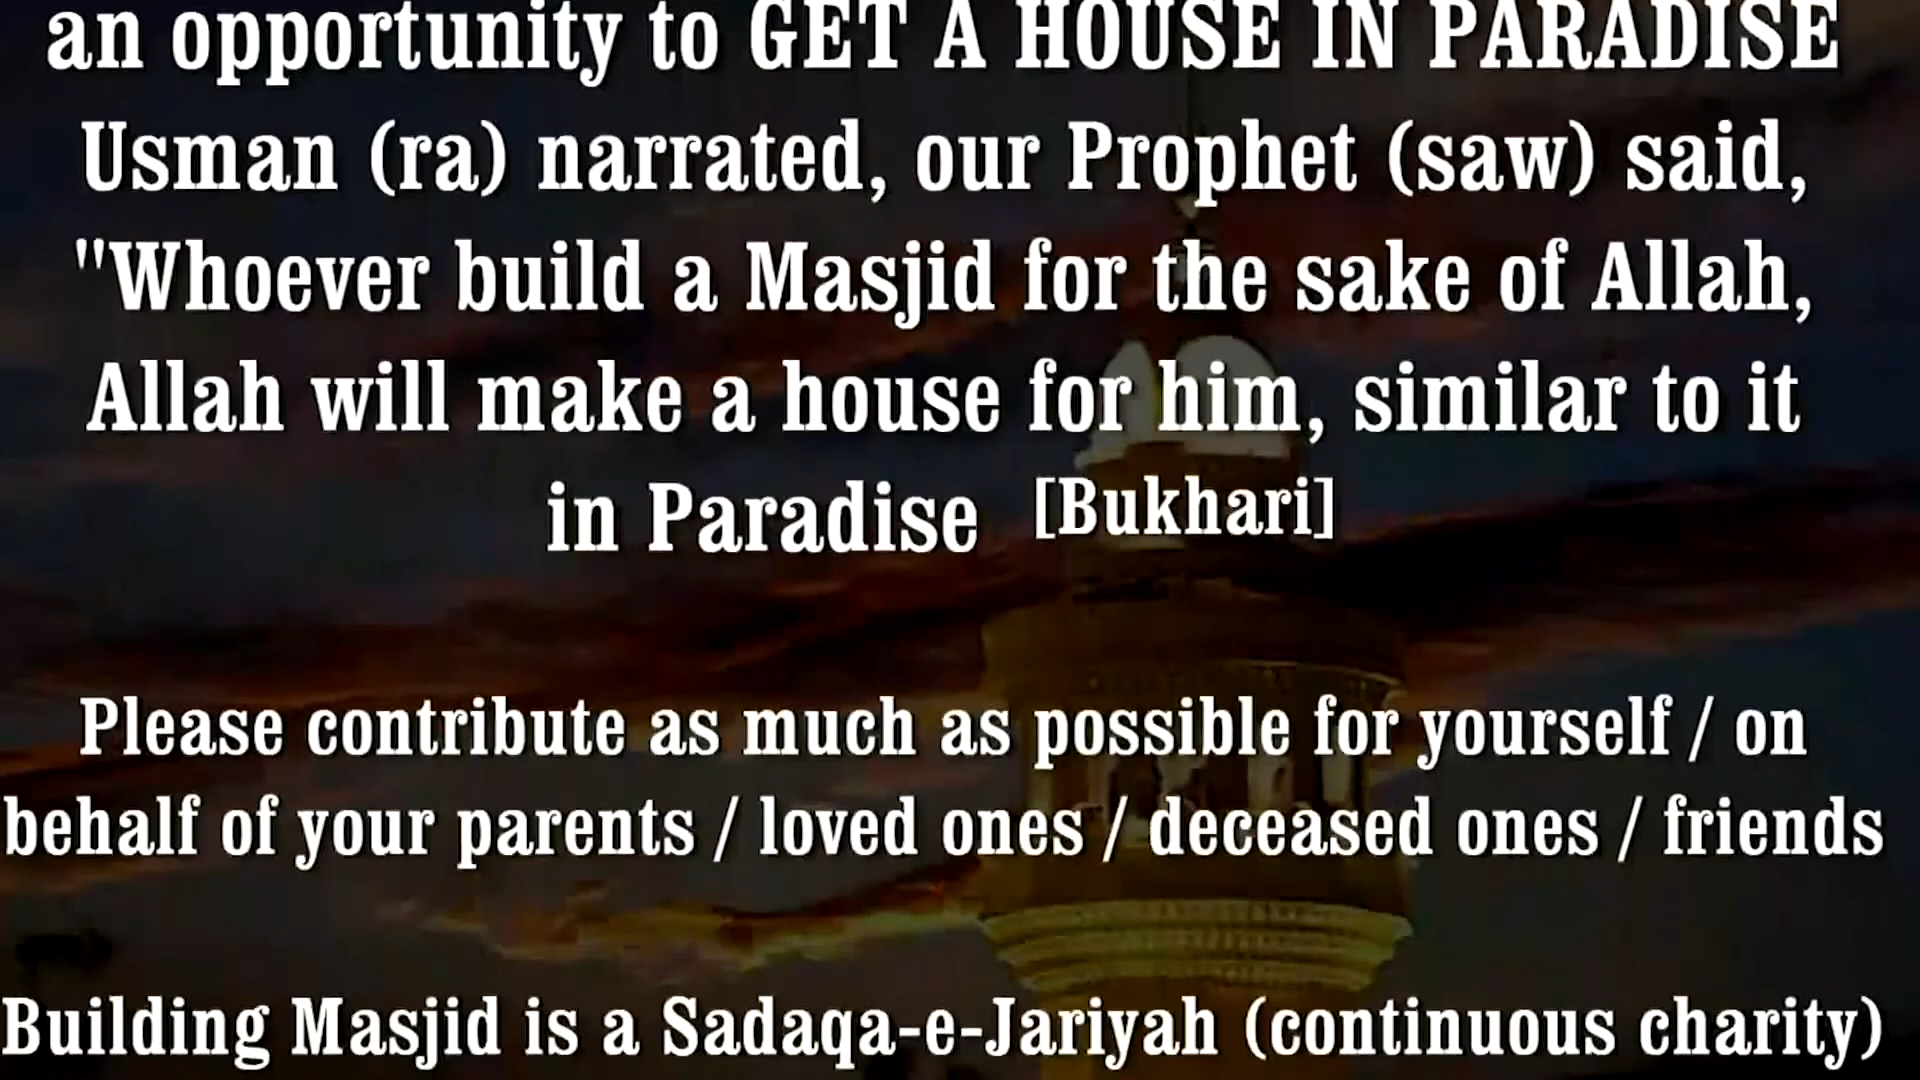 an opportunity to GET A HOUSE IN PARADISE
Usman (ra) narrated, our Prophet (saw) said,
"Whoever build a Masjid for the sake of Allah,
Allah will make a house for him, similar to it
in Paradise [Bukhari]
Please contribute as much as possible for yourself / on
behalf of your parents / loved ones / deceased ones / friends
Building Masjid is a Sadaqa-e-Jariyah (continuous charity)